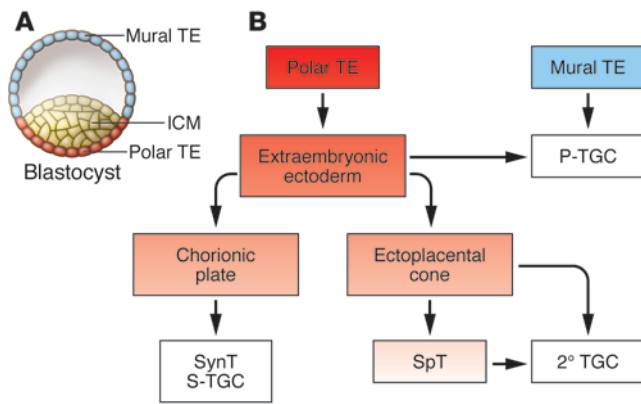 A
Mural TE
ICM
Polar TE
Blastocyst
B
Polar TE
Mural TE
Extraembryonic
ectoderm
P-TGC
Chorionic
plate
Ectoplacental
cone
SynT
S-TGC
SpT
2° TGC